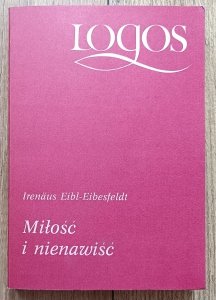 LOGOS
Irenäus Eibl-Eibesfeldt
Miłość
i nienawiść